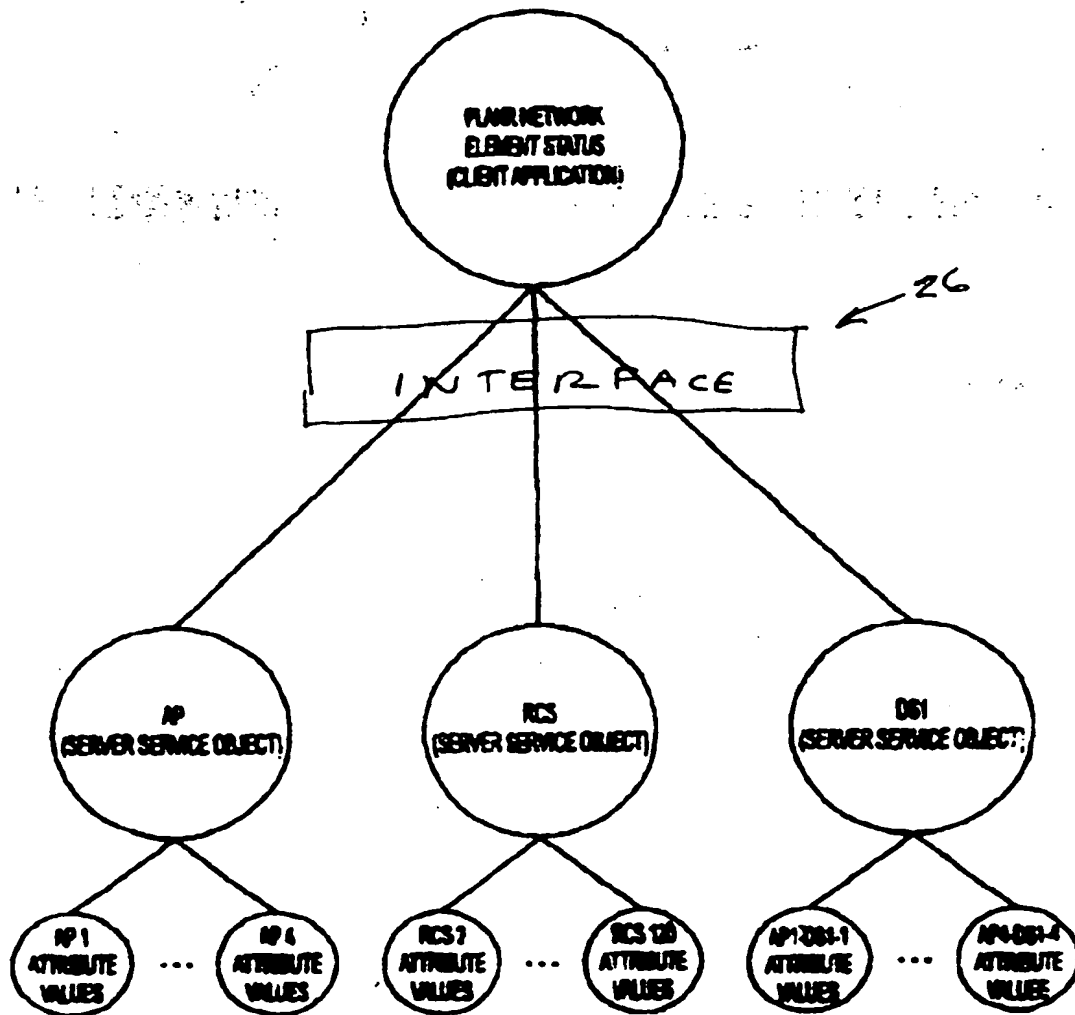 FLANR NETWORK
ELEMENT STATUS
(CLIENT APPLICATION)
26
INTERFACE
AP
(SERVER SERVICE OBJECT)
RCS
(SERVER SERVICE OBJECT)
DS1
(SERVER SERVICE OBJECT)
AP 1
ATTRIBUTE
VALUES
...
AP 4
ATTRIBUTE
VALUES
RCS 7
ATTRIBUTE
VALUES
...
RCS 120
ATTRIBUTE
VALUES
AP1-DS1-1
ATTRIBUTE
VALUES
...
AP4-DS1-4
ATTRIBUTE
VALUES